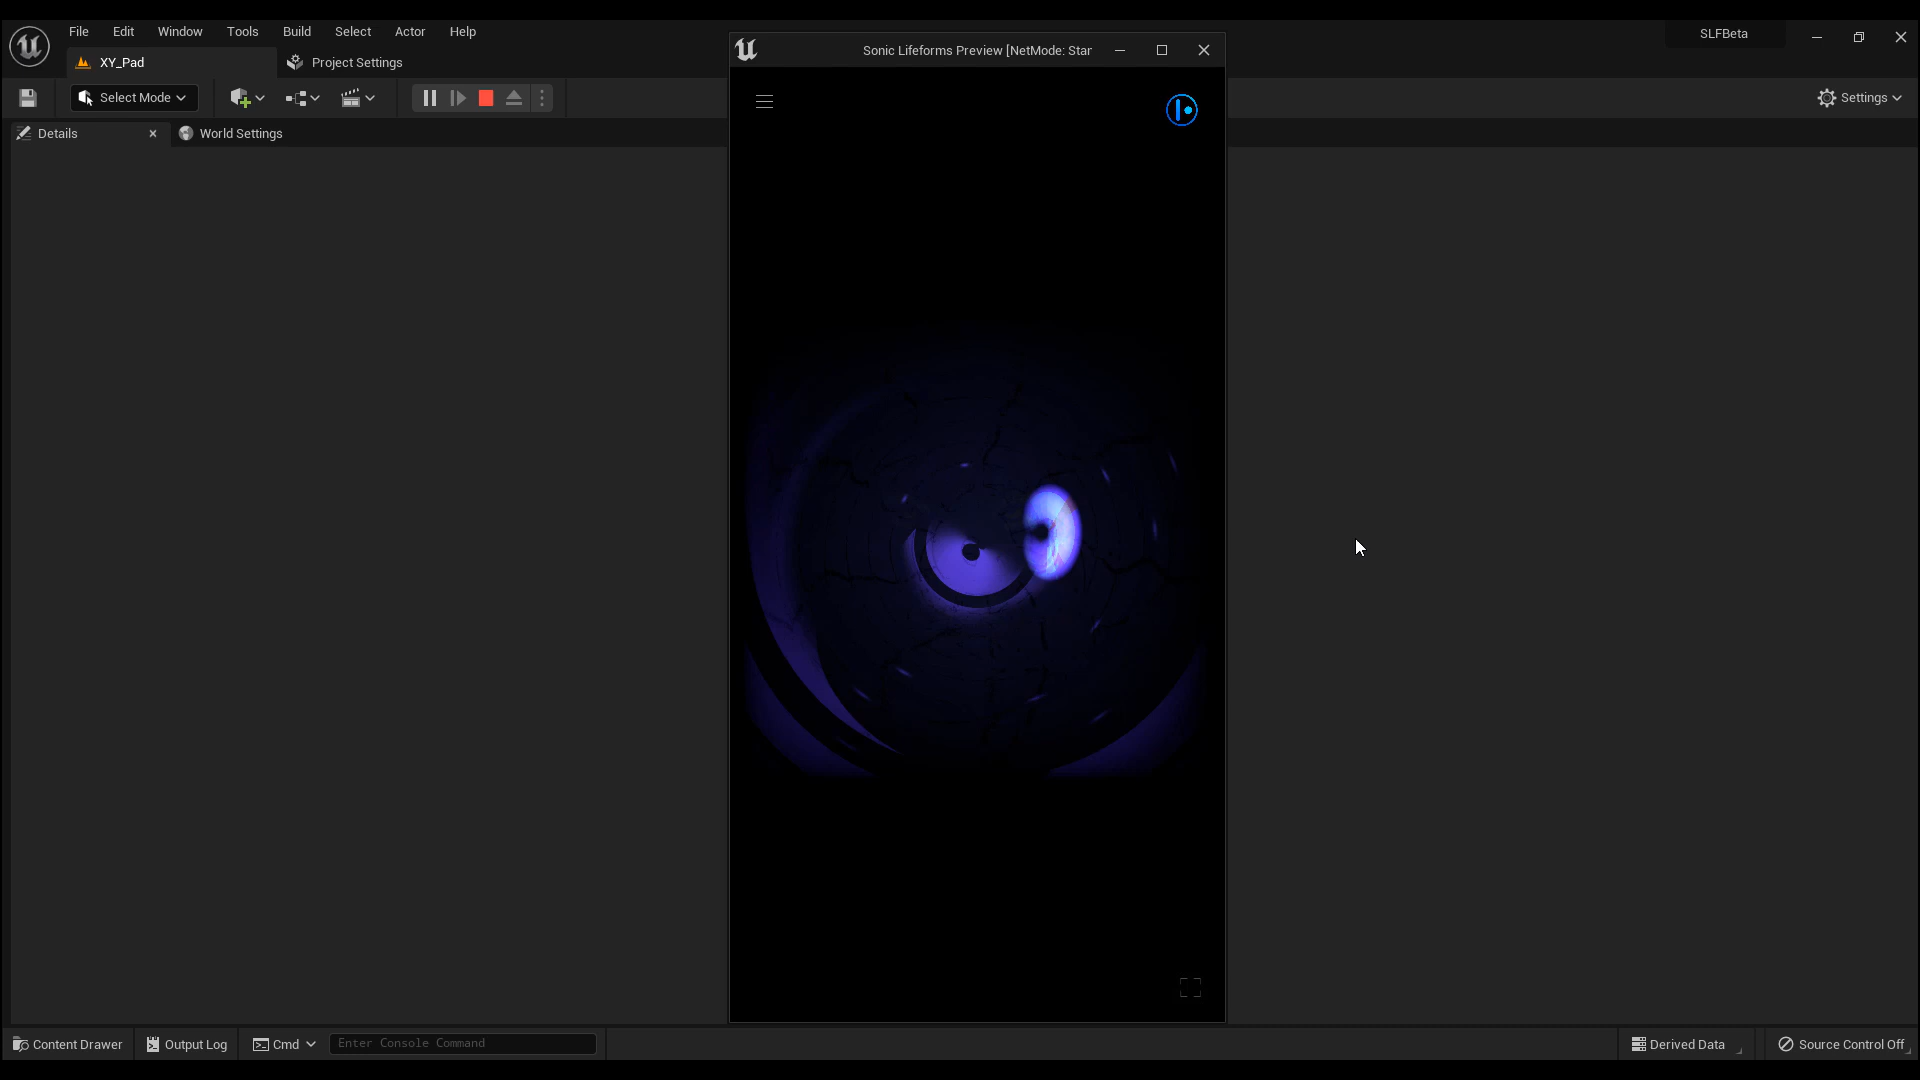 File Edit Window Tools Build Select Actor Help
SLFBeta
Sonic Lifeforms Preview [NetMode: Star
XY_Pad
Project Settings
Select Mode
Settings
Details
World Settings
Content Drawer
Output Log
Cmd
Enter Console Command
Derived Data
Source Control Off